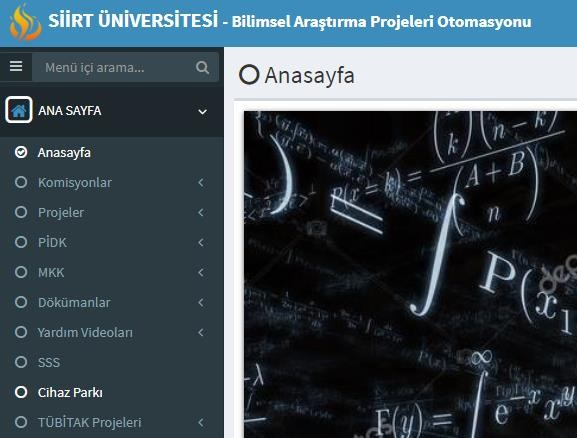 SİİRT ÜNİVERSİTESİ - Bilimsel Araştırma Projeleri Otomasyonu
Menü içi arama...
Anasayfa
ANA SAYFA
Anasayfa
Komisyonlar
Projeler
PİDK
MKK
Dökümanlar
Yardım Videoları
SSS
Cihaz Parkı
TÜBİTAK Projeleri
(k) (n - k)
P(x = k) =
(A + B)
n
∫ P(x₁
∞
-λ
F(y) = ∫ e^-x x